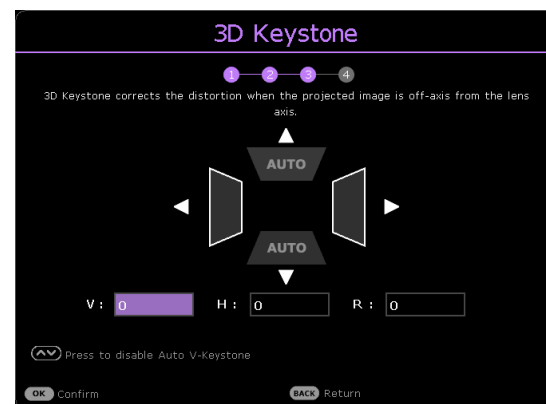 3D Keystone
1 2 3 4
3D Keystone corrects the distortion when the projected image is off-axis from the lens
axis.
AUTO
AUTO
V : 0 H : 0 R : 0
Press to disable Auto V-Keystone
OK Confirm BACK Return